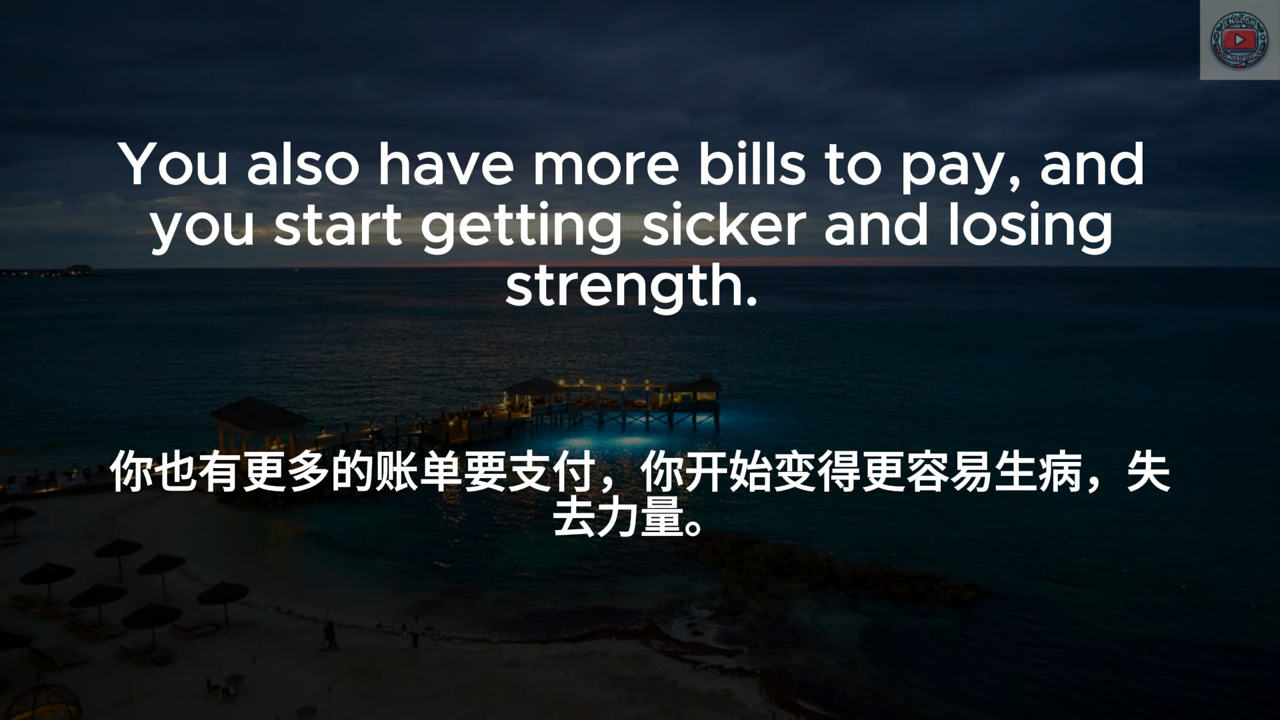 ENGLISH
You also have more bills to pay, and
you start getting sicker and losing
strength.
你也有更多的账单要支付，你开始变得更容易生病，失
去力量。